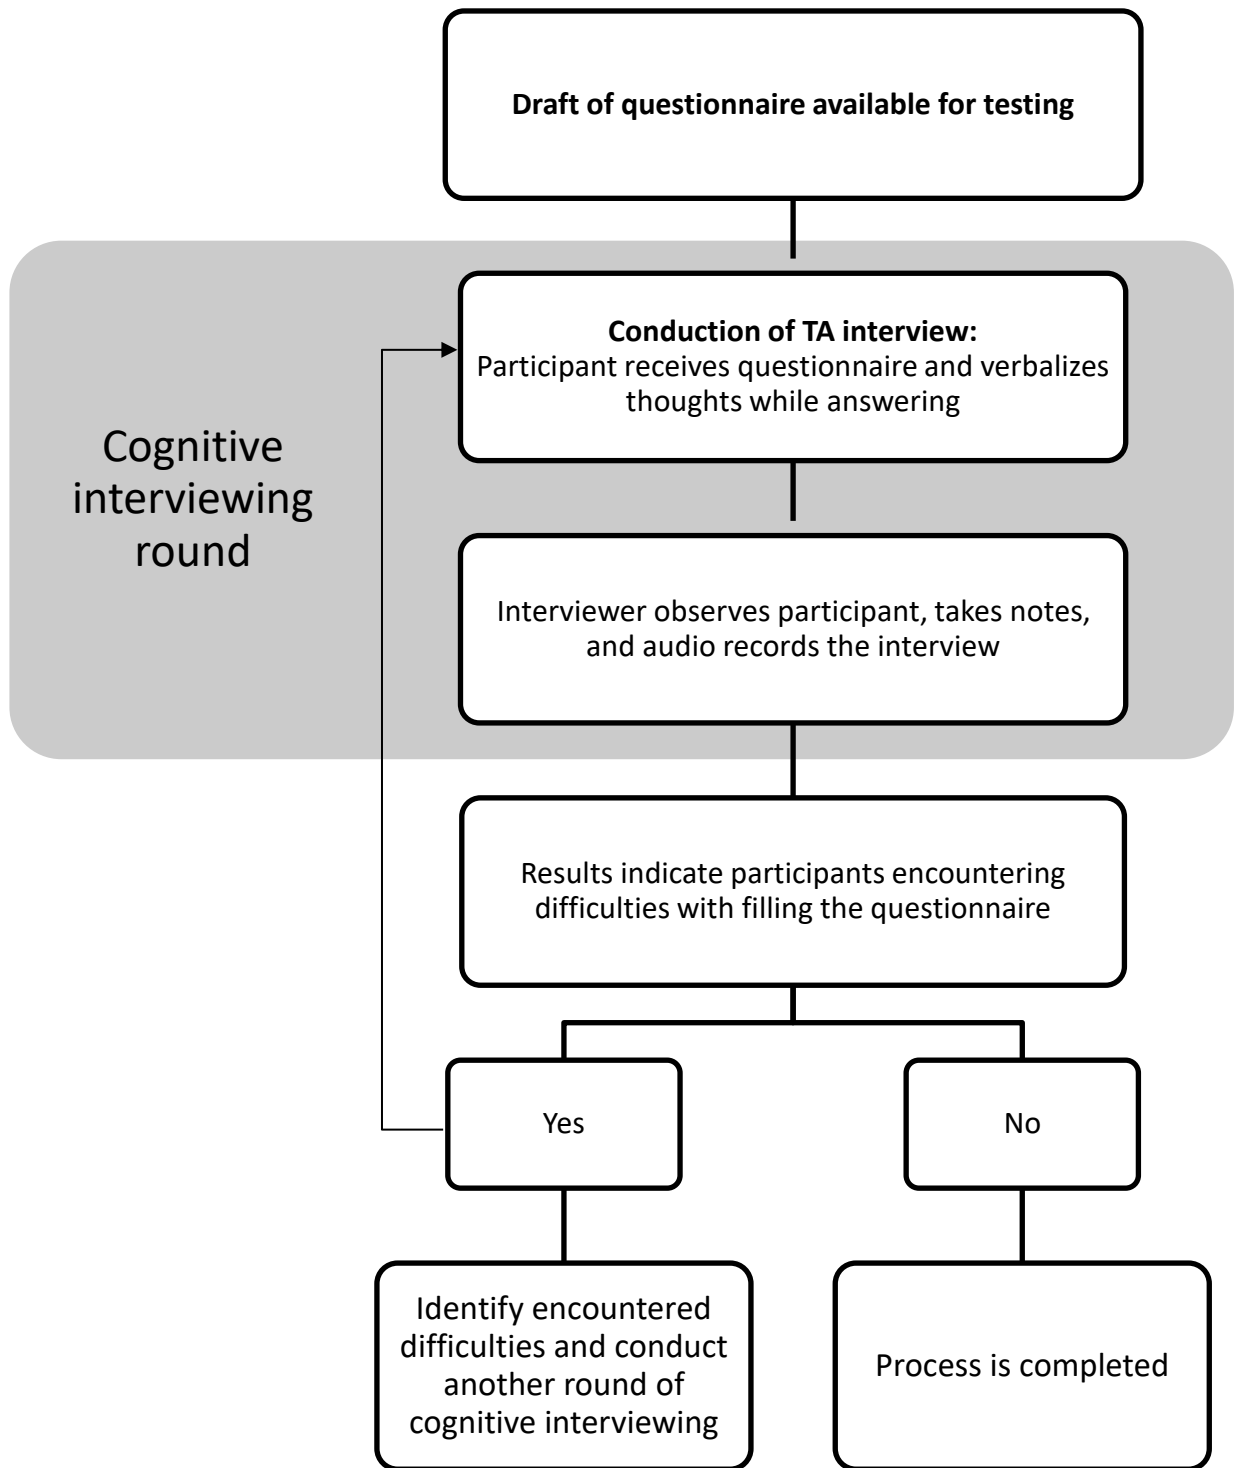 Draft of questionnaire available for testing
Conduction of TA interview:
Participant receives questionnaire and verbalizes
thoughts while answering
Cognitive
interviewing
round
Interviewer observes participant, takes notes,
and audio records the interview
Results indicate participants encountering
difficulties with filling the questionnaire
Yes
No
Identify encountered
difficulties and conduct
another round of
cognitive interviewing
Process is completed